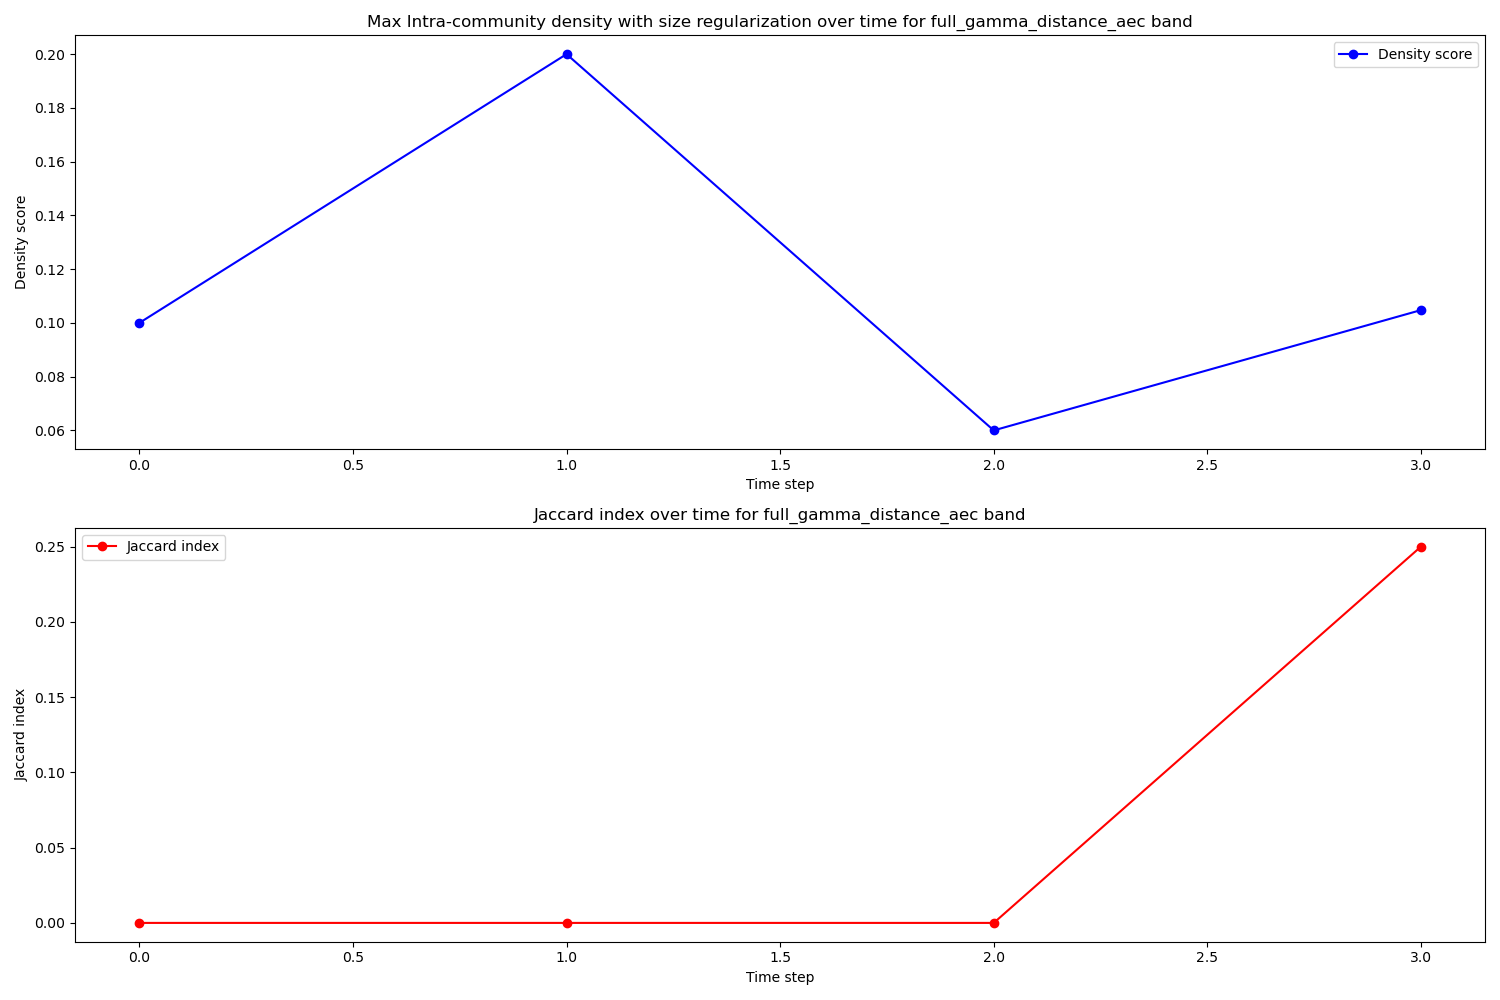 Max Intra-community density with size regularization over time for full_gamma_distance_aec band
Density score
0.20
0.18
0.16
0.14
0.12
0.10
0.08
0.06
Density score
0.0 0.5 1.0 1.5 2.0 2.5 3.0
Time step
Jaccard index over time for full_gamma_distance_aec band
Jaccard index
0.25
0.20
0.15
0.10
0.05
0.00
Jaccard index
0.0 0.5 1.0 1.5 2.0 2.5 3.0
Time step